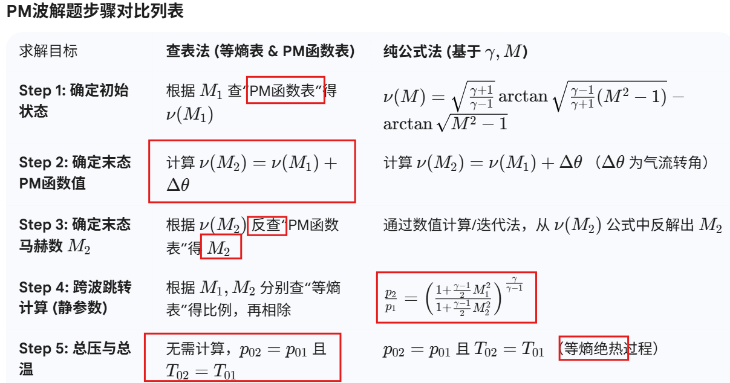 PM波解题步骤对比列表
求解目标 查表法 (等熵表 & PM函数表) 纯公式法 (基于 γ, M)
Step 1: 确定初始
状态
根据 M₁ 查“PM函数表”得
ν(M₁)
ν(M) = √((γ+1)/(γ−1)) arctan √((γ−1)/(γ+1) (M² − 1)) −
arctan √(M² − 1)
Step 2: 确定末态
PM函数值
计算 ν(M₂) = ν(M₁) +
Δθ
计算 ν(M₂) = ν(M₁) + Δθ （Δθ 为气流转角）
Step 3: 确定末态
马赫数 M₂
根据 ν(M₂) 反查“PM函数
表”得 M₂
通过数值计算/迭代法，从 ν(M₂) 公式中反解出 M₂
Step 4: 跨波跳转
计算 (静参数)
根据 M₁, M₂ 分别查“等熵
表”得比例，再相除
p₂/p₁ = ((1+(γ−1)/2 M₁²)/(1+(γ−1)/2 M₂²))^(γ/(γ−1))
Step 5: 总压与总
温
无需计算，p₀₂ = p₀₁ 且
T₀₂ = T₀₁
p₀₂ = p₀₁ 且 T₀₂ = T₀₁ （等熵绝热过程）